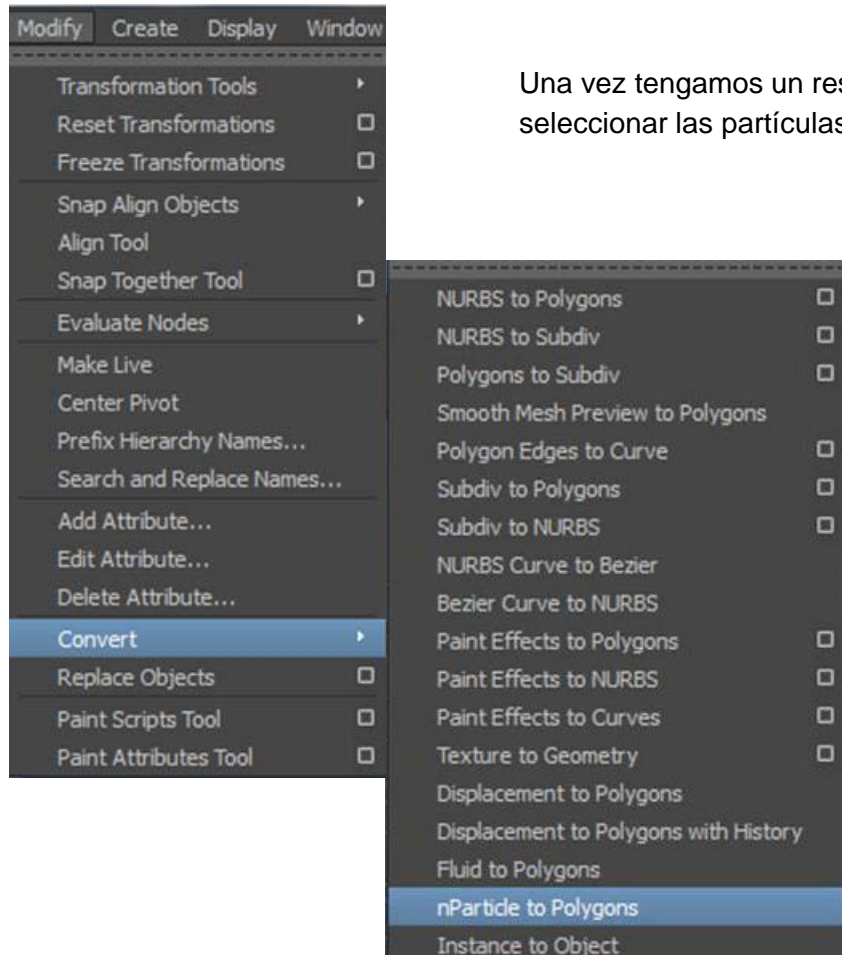 Modify Create Display Window
Transformation Tools
Reset Transformations
Freeze Transformations
Snap Align Objects
Align Tool
Snap Together Tool
Evaluate Nodes
Make Live
Center Pivot
Prefix Hierarchy Names...
Search and Replace Names...
Add Attribute...
Edit Attribute...
Delete Attribute...
Convert
Replace Objects
Paint Scripts Tool
Paint Attributes Tool
Una vez tengamos un
seleccionar las partículas
NURBS to Polygons
NURBS to Subdiv
Polygons to Subdiv
Smooth Mesh Preview to Polygons
Polygon Edges to Curve
Subdiv to Polygons
Subdiv to NURBS
NURBS Curve to Bezier
Bezier Curve to NURBS
Paint Effects to Polygons
Paint Effects to NURBS
Paint Effects to Curves
Texture to Geometry
Displacement to Polygons
Displacement to Polygons with History
Fluid to Polygons
nParticle to Polygons
Instance to Object